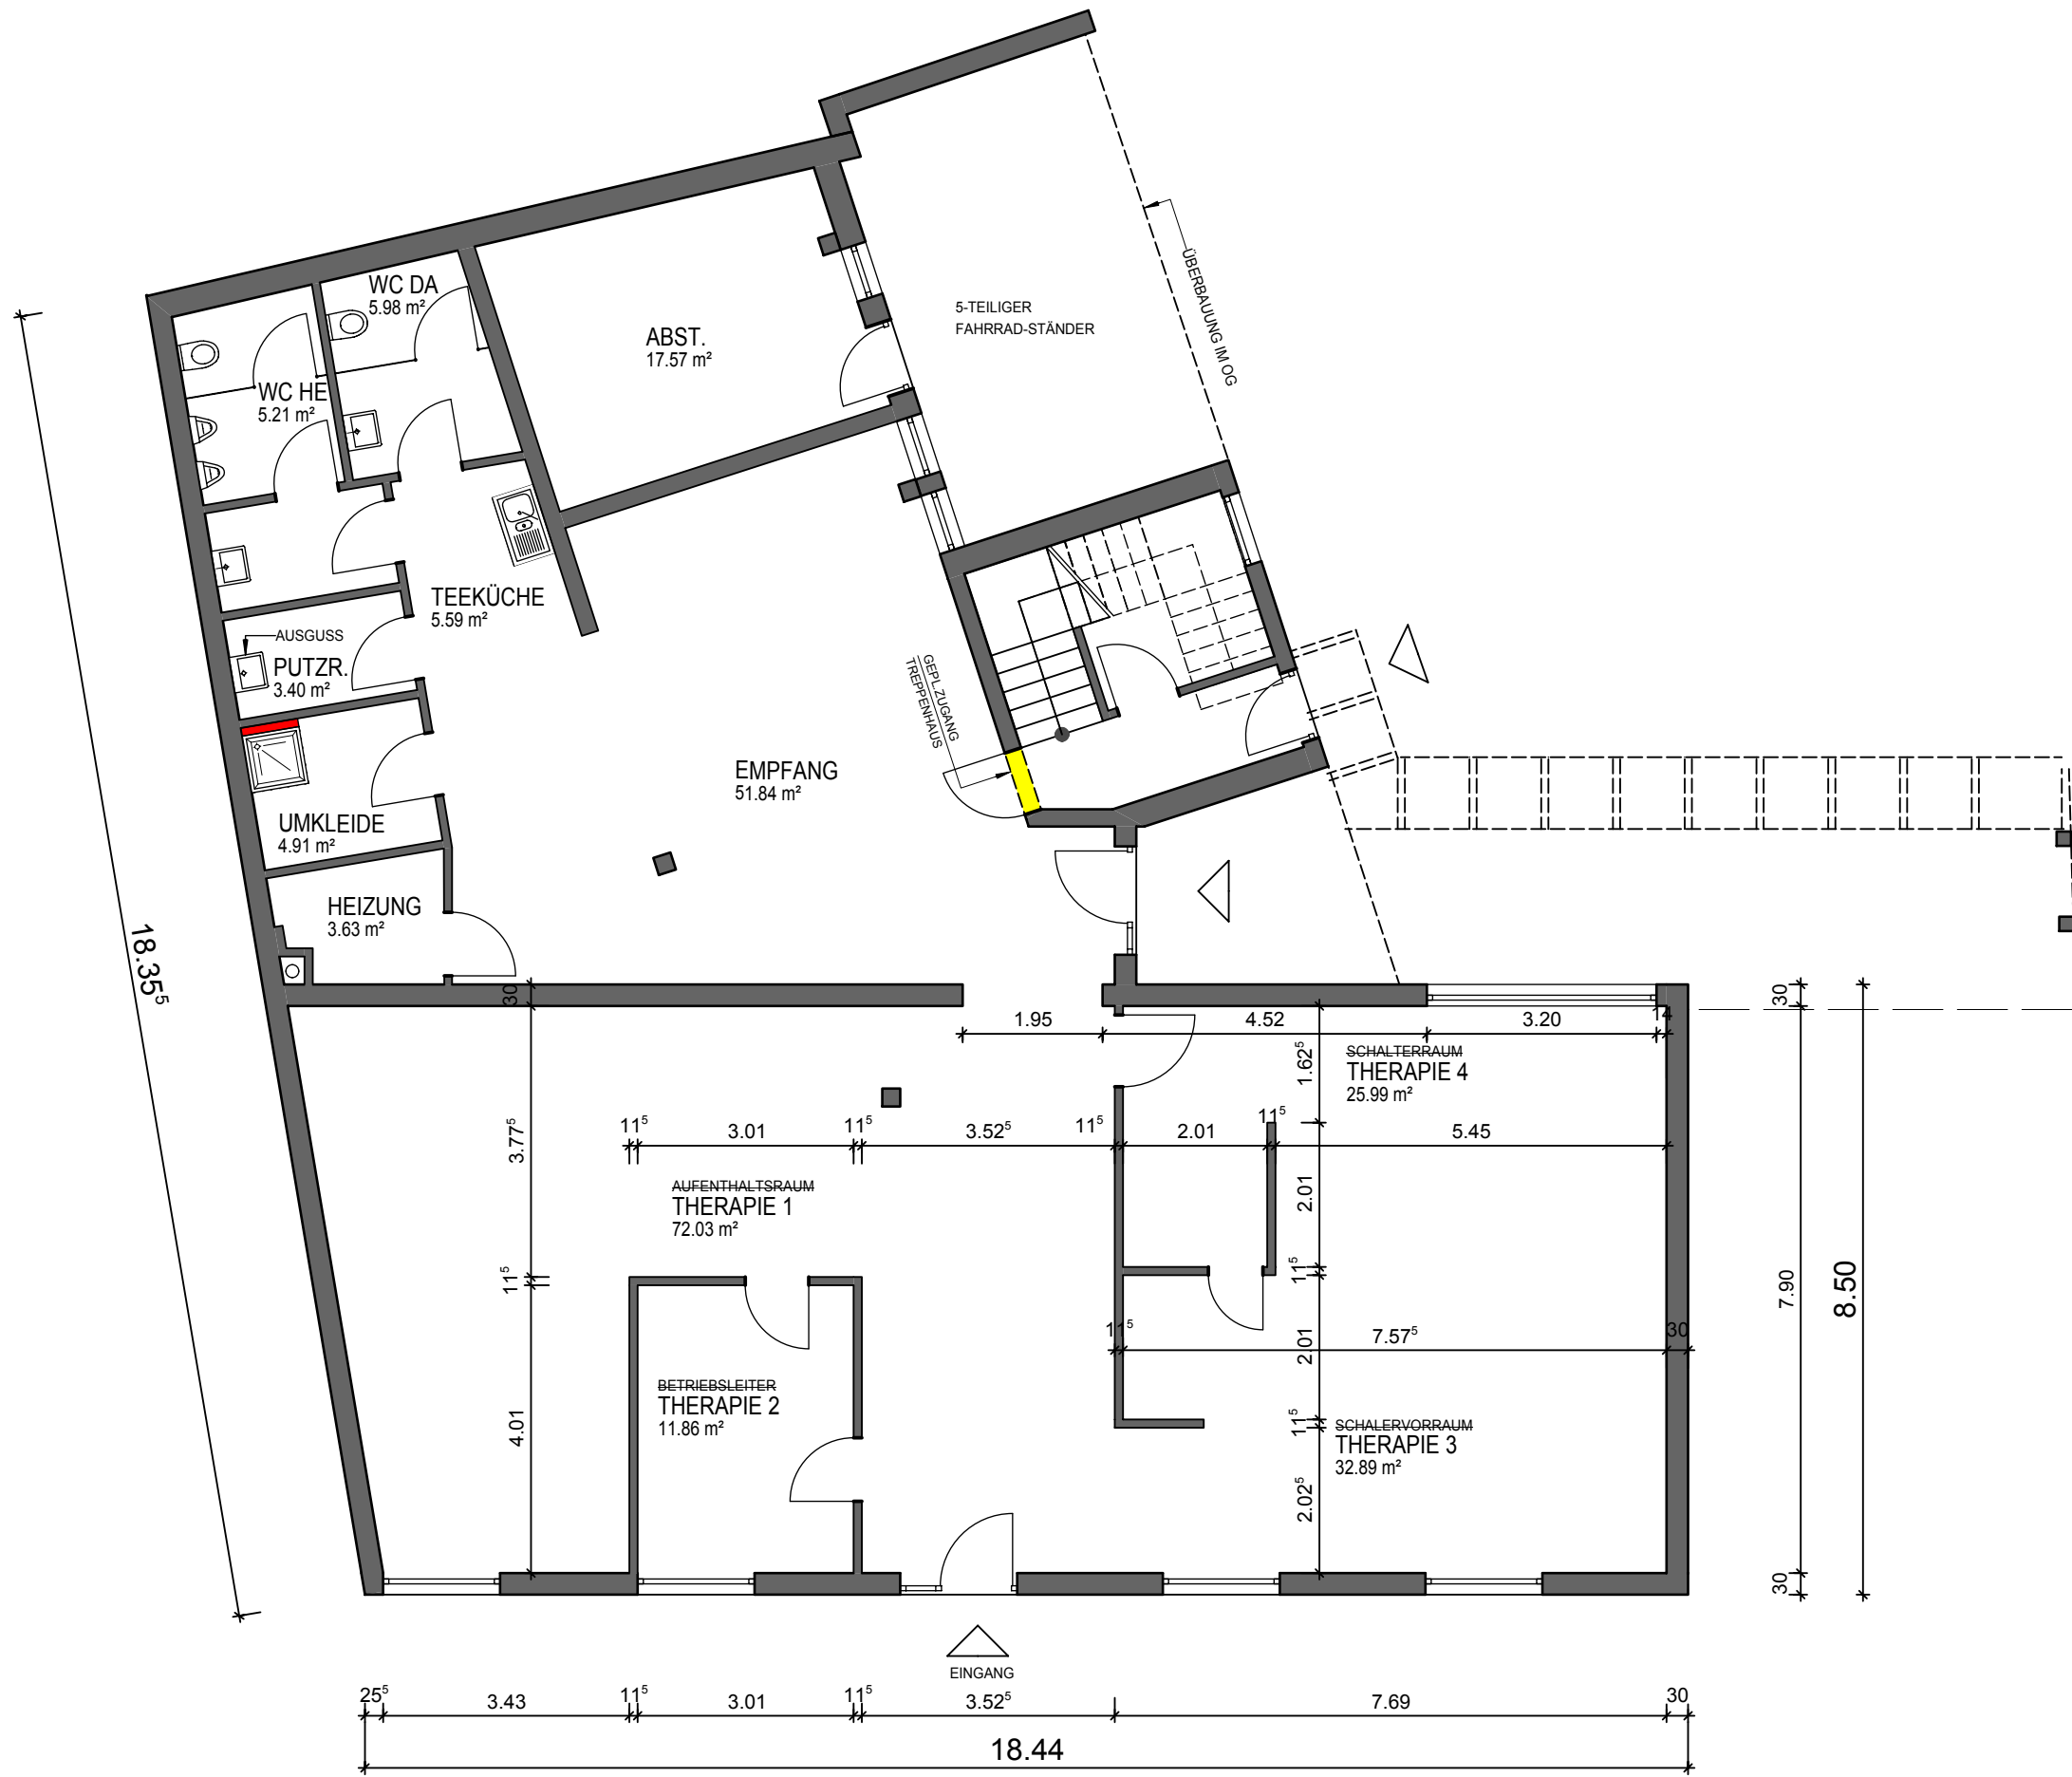 WC DA
5.98 m²
ABST.
17.57 m²
5-TEILIGER
FAHRRAD-STÄNDER
ÜBERBAUUNG IM OG
WC HE
5.21 m²
TEEKÜCHE
5.59 m²
AUSGUSS
PUTZR.
3.40 m²
GEPL.ZUGANG
TREPPENHAUS
EMPFANG
51.84 m²
UMKLEIDE
4.91 m²
HEIZUNG
3.63 m²
18.35⁵
30
1.95
4.52
3.20
14
30
1.62⁵
SCHALTERRAUM
THERAPIE 4
25.99 m²
3.77⁵
11⁵
3.01
11⁵
3.52⁵
11⁵
2.01
11⁵
5.45
AUFENTHALTSRAUM
THERAPIE 1
72.03 m²
2.01
11⁵
11⁵
7.90
8.50
11⁵
7.57⁵
30
2.01
BETRIEBSLEITER
THERAPIE 2
11.86 m²
4.01
11⁵
SCHALERVORRAUM
THERAPIE 3
32.89 m²
2.02⁵
30
EINGANG
25⁵
3.43
11⁵
3.01
11⁵
3.52⁵
7.69
30
18.44